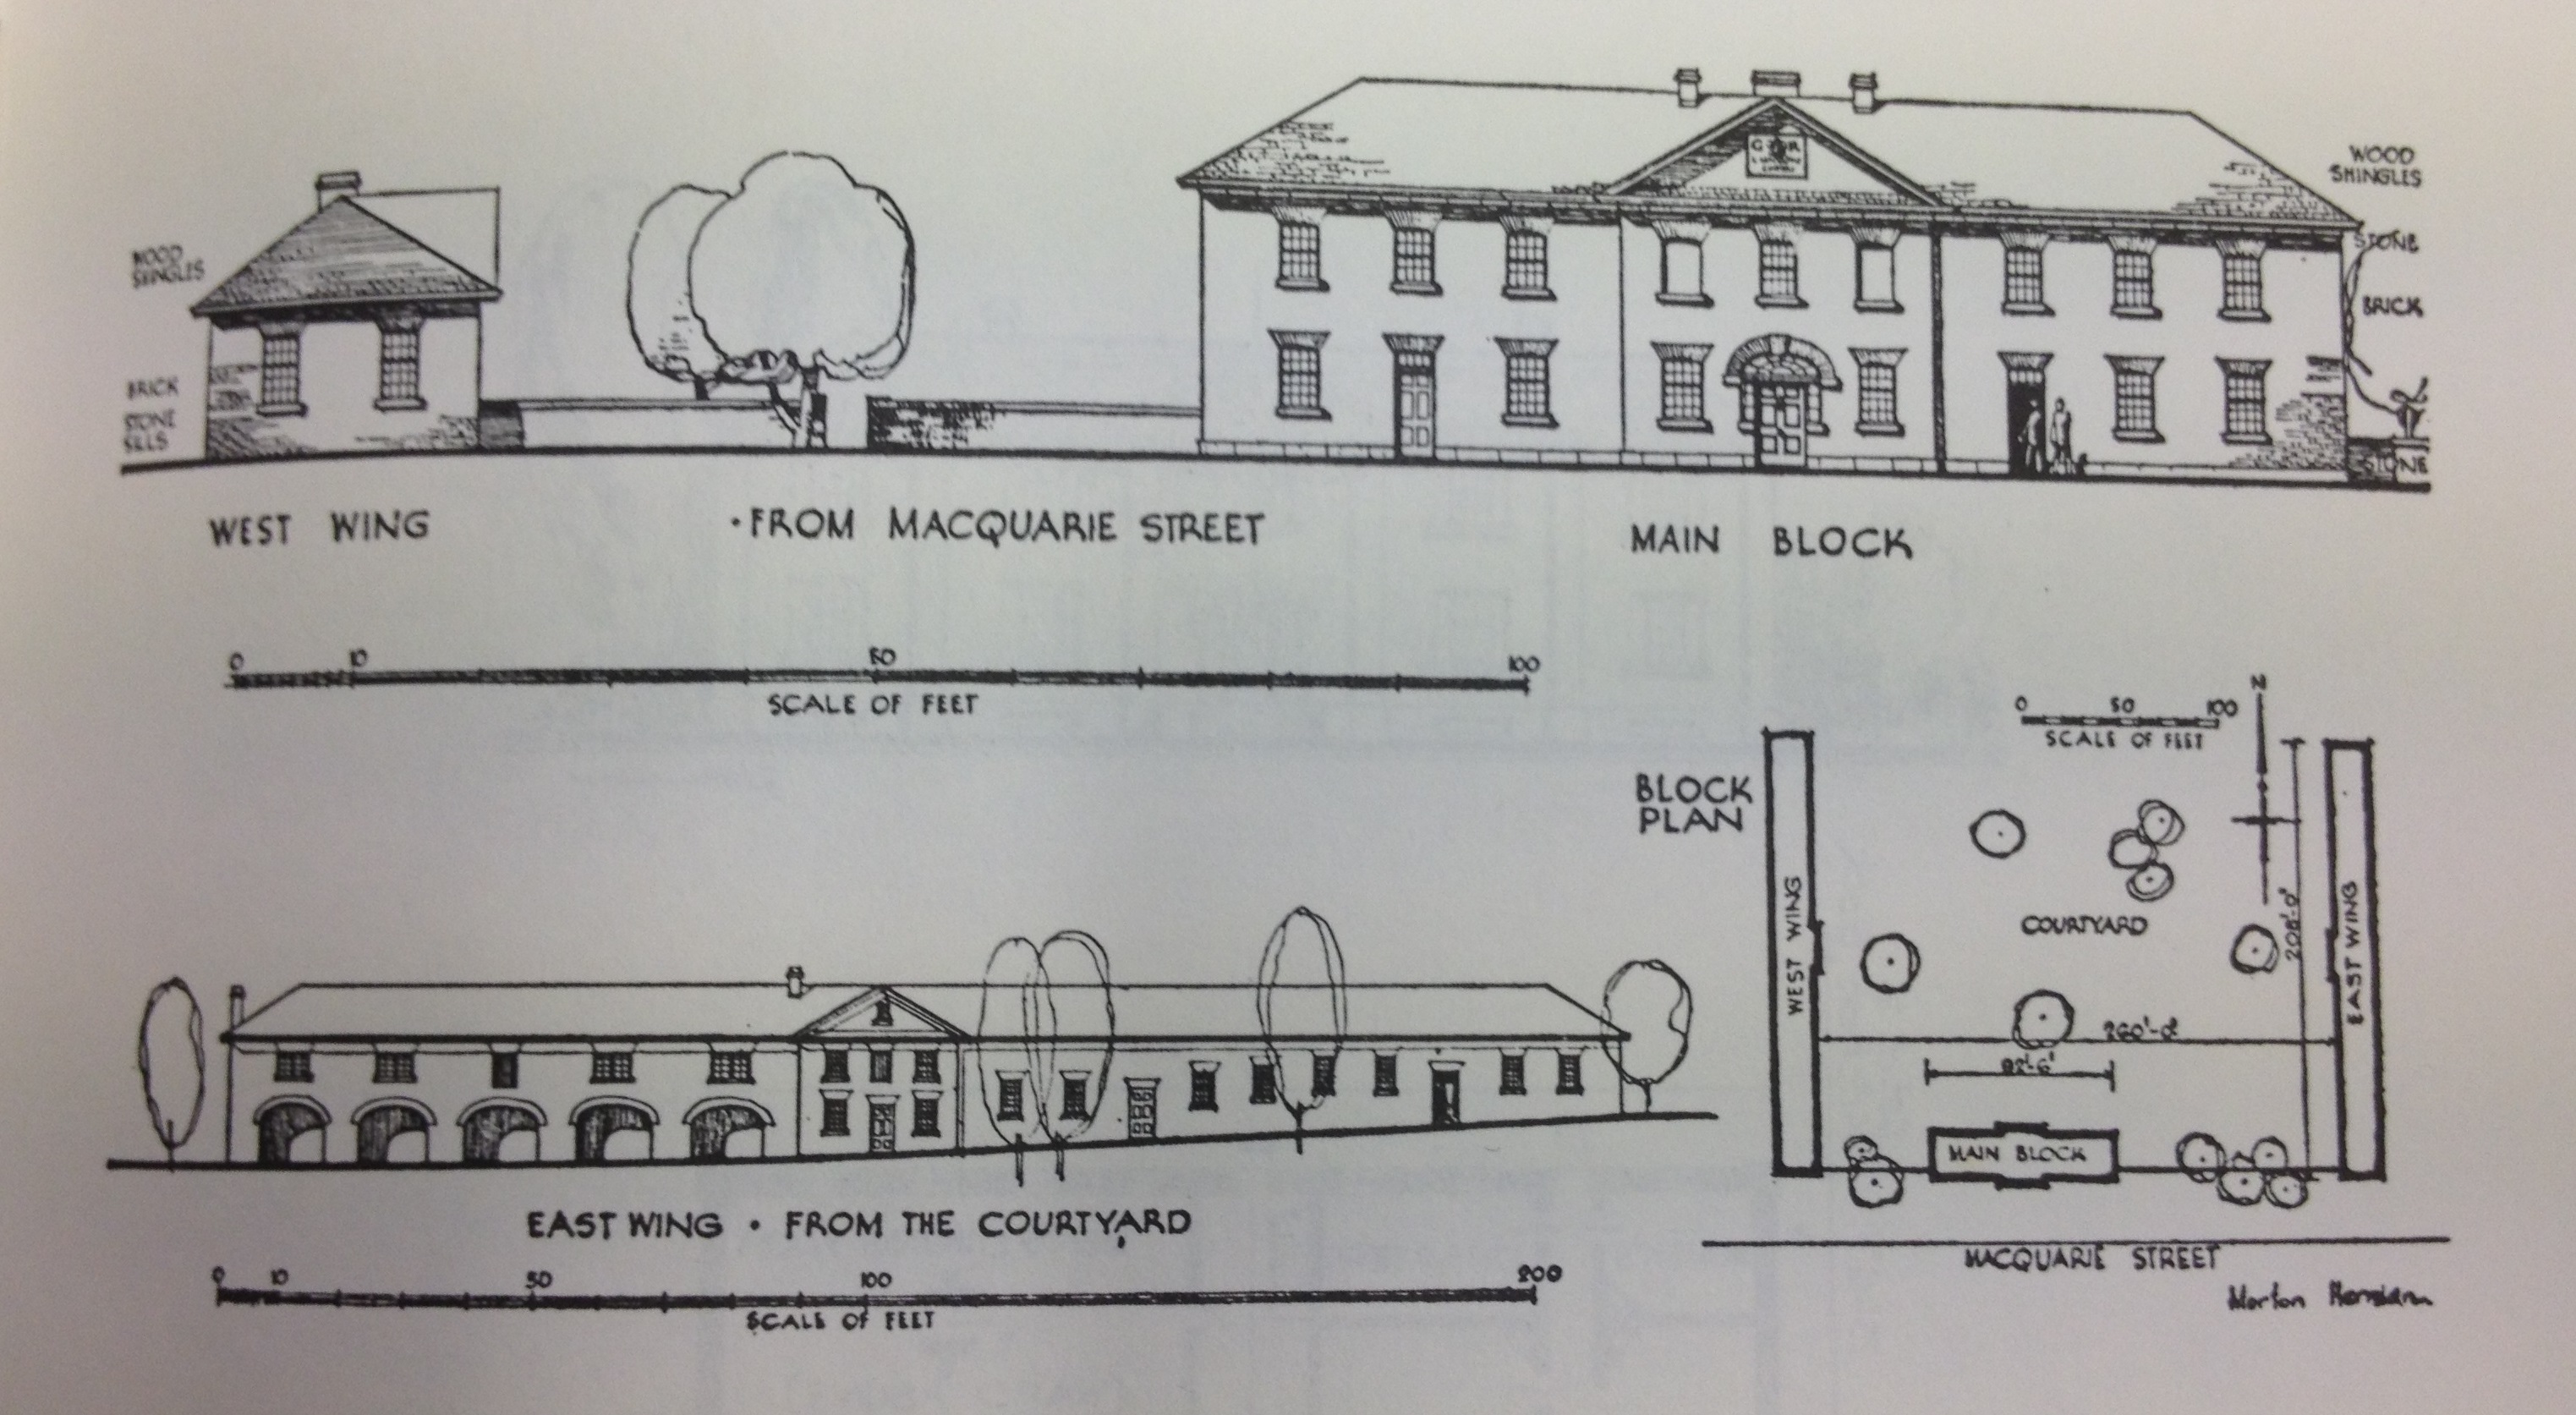 WOOD
SHINGLES
BRICK
STONE
SILLS
WOOD
SHINGLES
STONE
BRICK
STONE
WEST WING · FROM MACQUARIE STREET MAIN BLOCK
0 10 50 100
SCALE OF FEET
EAST WING · FROM THE COURTYARD
0 10 50 100 200
SCALE OF FEET
N
0 50 100
SCALE OF FEET
BLOCK
PLAN
WEST WING
COURTYARD
EAST WING
208'-0"
260'-0"
92'-6"
MAIN BLOCK
MACQUARIE STREET
Morton Herman